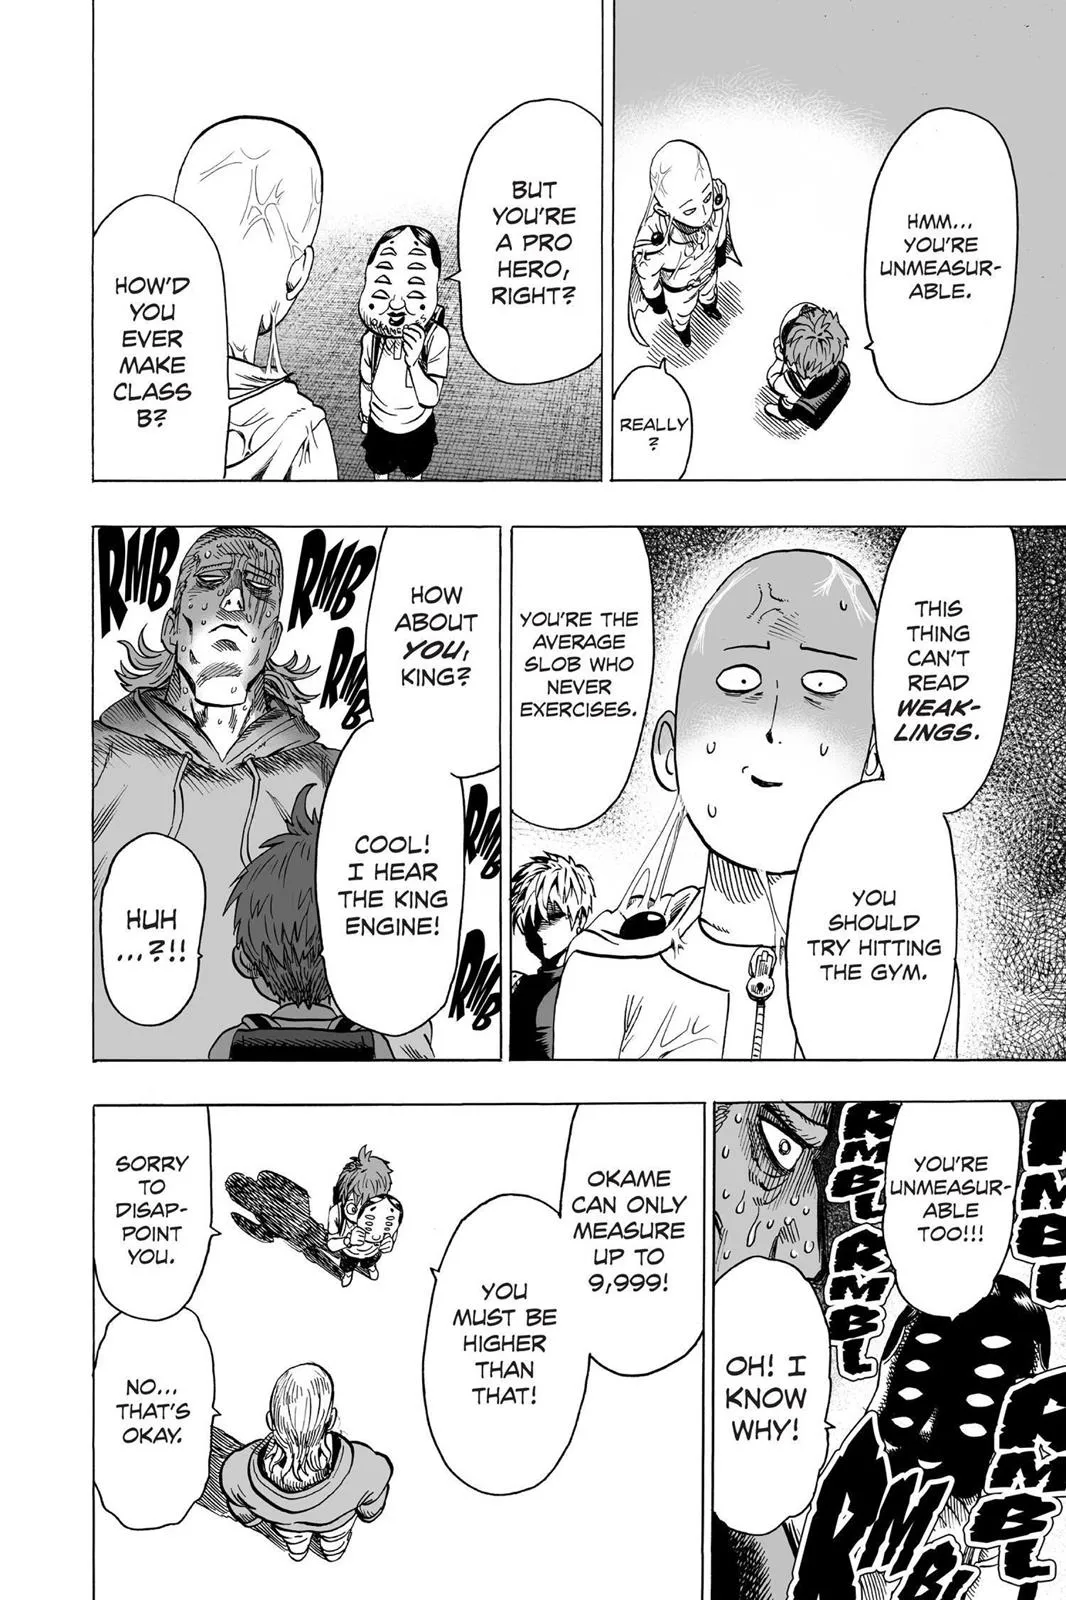 HMM...
YOU'RE
UNMEASUR-
ABLE.
REALLY
?
BUT
YOU'RE
A PRO
HERO,
RIGHT?
HOW'D
YOU
EVER
MAKE
CLASS
B?
THIS
THING
CAN'T
READ
WEAK-
LINGS.
YOU
SHOULD
TRY HITTING
THE GYM.
YOU'RE THE
AVERAGE
SLOB WHO
NEVER
EXERCISES.
HOW
ABOUT
YOU,
KING?
COOL!
I HEAR
THE KING
ENGINE!
HUH
...?!!
RMB
RMB
RMB
RMB
RMB
YOU'RE
UNMEASUR-
ABLE
TOO!!!
OH! I
KNOW
WHY!
RMBL
RMBL
RMBL
RMBL
RMBL
OKAME
CAN ONLY
MEASURE
UP TO
9,999!
YOU
MUST BE
HIGHER
THAN
THAT!
SORRY
TO
DISAP-
POINT
YOU.
NO...
THAT'S
OKAY.